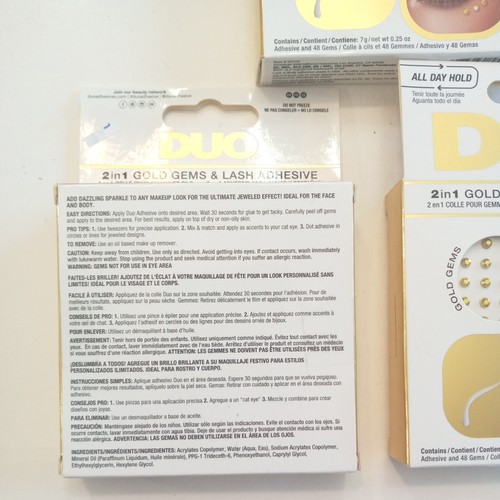 Contains / Contient / Contiene: 7g / net wt 0.25 oz
Adhesive and 48 Gems / Colle à cils et 48 Gemmes / Adhesivo y 48 Gemas
ALL DAY HOLD
Tenir toute la journée
Aguanta todo el día
Join our beauty network
DO NOT FREEZE
NE PAS CONGELER • NO LO CONGELE
DUO
2in1 GOLD GEMS & LASH ADHESIVE
ADD DAZZLING SPARKLE TO ANY MAKEUP LOOK FOR THE ULTIMATE JEWELED EFFECT! IDEAL FOR THE FACE
AND BODY.
EASY DIRECTIONS: Apply Duo Adhesive onto desired area. Wait 30 seconds for glue to get tacky. Carefully peel off gems
and apply to the desired area. For best results, apply on top of dry or non-oily skin.
PRO TIPS: 1. Use tweezers for precise application. 2. Mix & match and apply as accents to your cat eye. 3. Dot adhesive in
circles or lines for jeweled designs.
TO REMOVE: Use an oil based make up remover.
CAUTION: Keep away from children. Use only as directed. Avoid getting into eyes. If contact occurs, wash immediately
with lukewarm water. Stop using the product and seek medical attention if you suffer an allergic reaction.
WARNING: GEMS NOT FOR USE IN EYE AREA
FAITES-LES BRILLER! AJOUTEZ DE L'ÉCLAT À VOTRE MAQUILLAGE DE FÊTE POUR UN LOOK PERSONNALISÉ SANS
LIMITES! IDÉAL POUR LE VISAGE ET LE CORPS.
FACILE À UTILISER: Appliquez de la colle Duo sur la zone souhaitée. Attendez 30 secondes pour l'adhésion. Pour de
meilleurs résultats, appliquez sur la peau sèche. Gemmes: Retirez délicatement le film et appliquez sur la zone souhaitée
avec de la colle.
CONSEILS DE PRO: 1. Utilisez une pince à épiler pour une application précise. 2. Ajoutez et appliquez comme accents à
votre œil de chat. 3. Appliquez l'adhésif en cercles ou des lignes pour des dessins ornés de bijoux.
POUR ENLEVER: Utilisez un démaquillant à base d'huile.
AVERTISSEMENT: Tenir hors de portée des enfants. Utilisez uniquement comme indiqué. Évitez tout contact avec les
yeux. En cas de contact, laver immédiatement avec de l'eau tiède. Arrêter d'utiliser le produit et consultez un médecin
si vous souffrez d'une réaction allergique. ATTENTION: LES GEMMES NE DOIVENT PAS ÊTRE UTILISÉES PRÈS DES YEUX
¡DESLUMBRA A TODOS! AGREGUE UN BRILLO BRILLANTE A SU MAQUILLAJE FESTIVO PARA ESTILOS
PERSONALIZADOS ILIMITADOS. IDEAL PARA ROSTRO Y CUERPO.
INSTRUCCIONES SIMPLES: Aplique adhesivo Duo en el área deseada. Espere 30 segundos para que se vuelva pegajoso.
Para obtener mejores resultados, aplíquelo sobre la piel seca. Gemas: Retirar con cuidado y aplicar en el área deseada con
adhesivo.
CONSEJOS PRO: 1. Use pinzas para una aplicación precisa. 2. Agregue a un "cat eye" 3. Mezcle y combine para crear
diseños con joyas.
PARA ELIMINAR: Use un desmaquillador a base de aceite.
PRECAUCIÓN: Manténgase alejado de los niños. Utilizar sólo según las indicaciones. Evite el contacto con los ojos. Si
ocurre contacto, lavar inmediatamente con agua tibia. Deje de usar el producto y busque atención médica si sufre una
reacción alérgica. ADVERTENCIA: LAS GEMAS NO DEBEN UTILIZARSE EN EL ÁREA DE LOS OJOS.
INGREDIENTS/INGRÉDIENTS/INGREDIENTES: Acrylates Copolymer, Water (Aqua, Eau), Sodium Acrylates Copolymer,
Mineral Oil (Paraffinum Liquidum, Huile minérale), PPG-1 Trideceth-6, Phenoxyethanol, Caprylyl Glycol,
Ethylhexylglycerin, Hexylene Glycol.
D
2in1 GOLD
2 en1 COLLE POUR GEMM
GOLD GEMS
Contains / Contient / Conten
Adhesive and 48 Gems / Coll